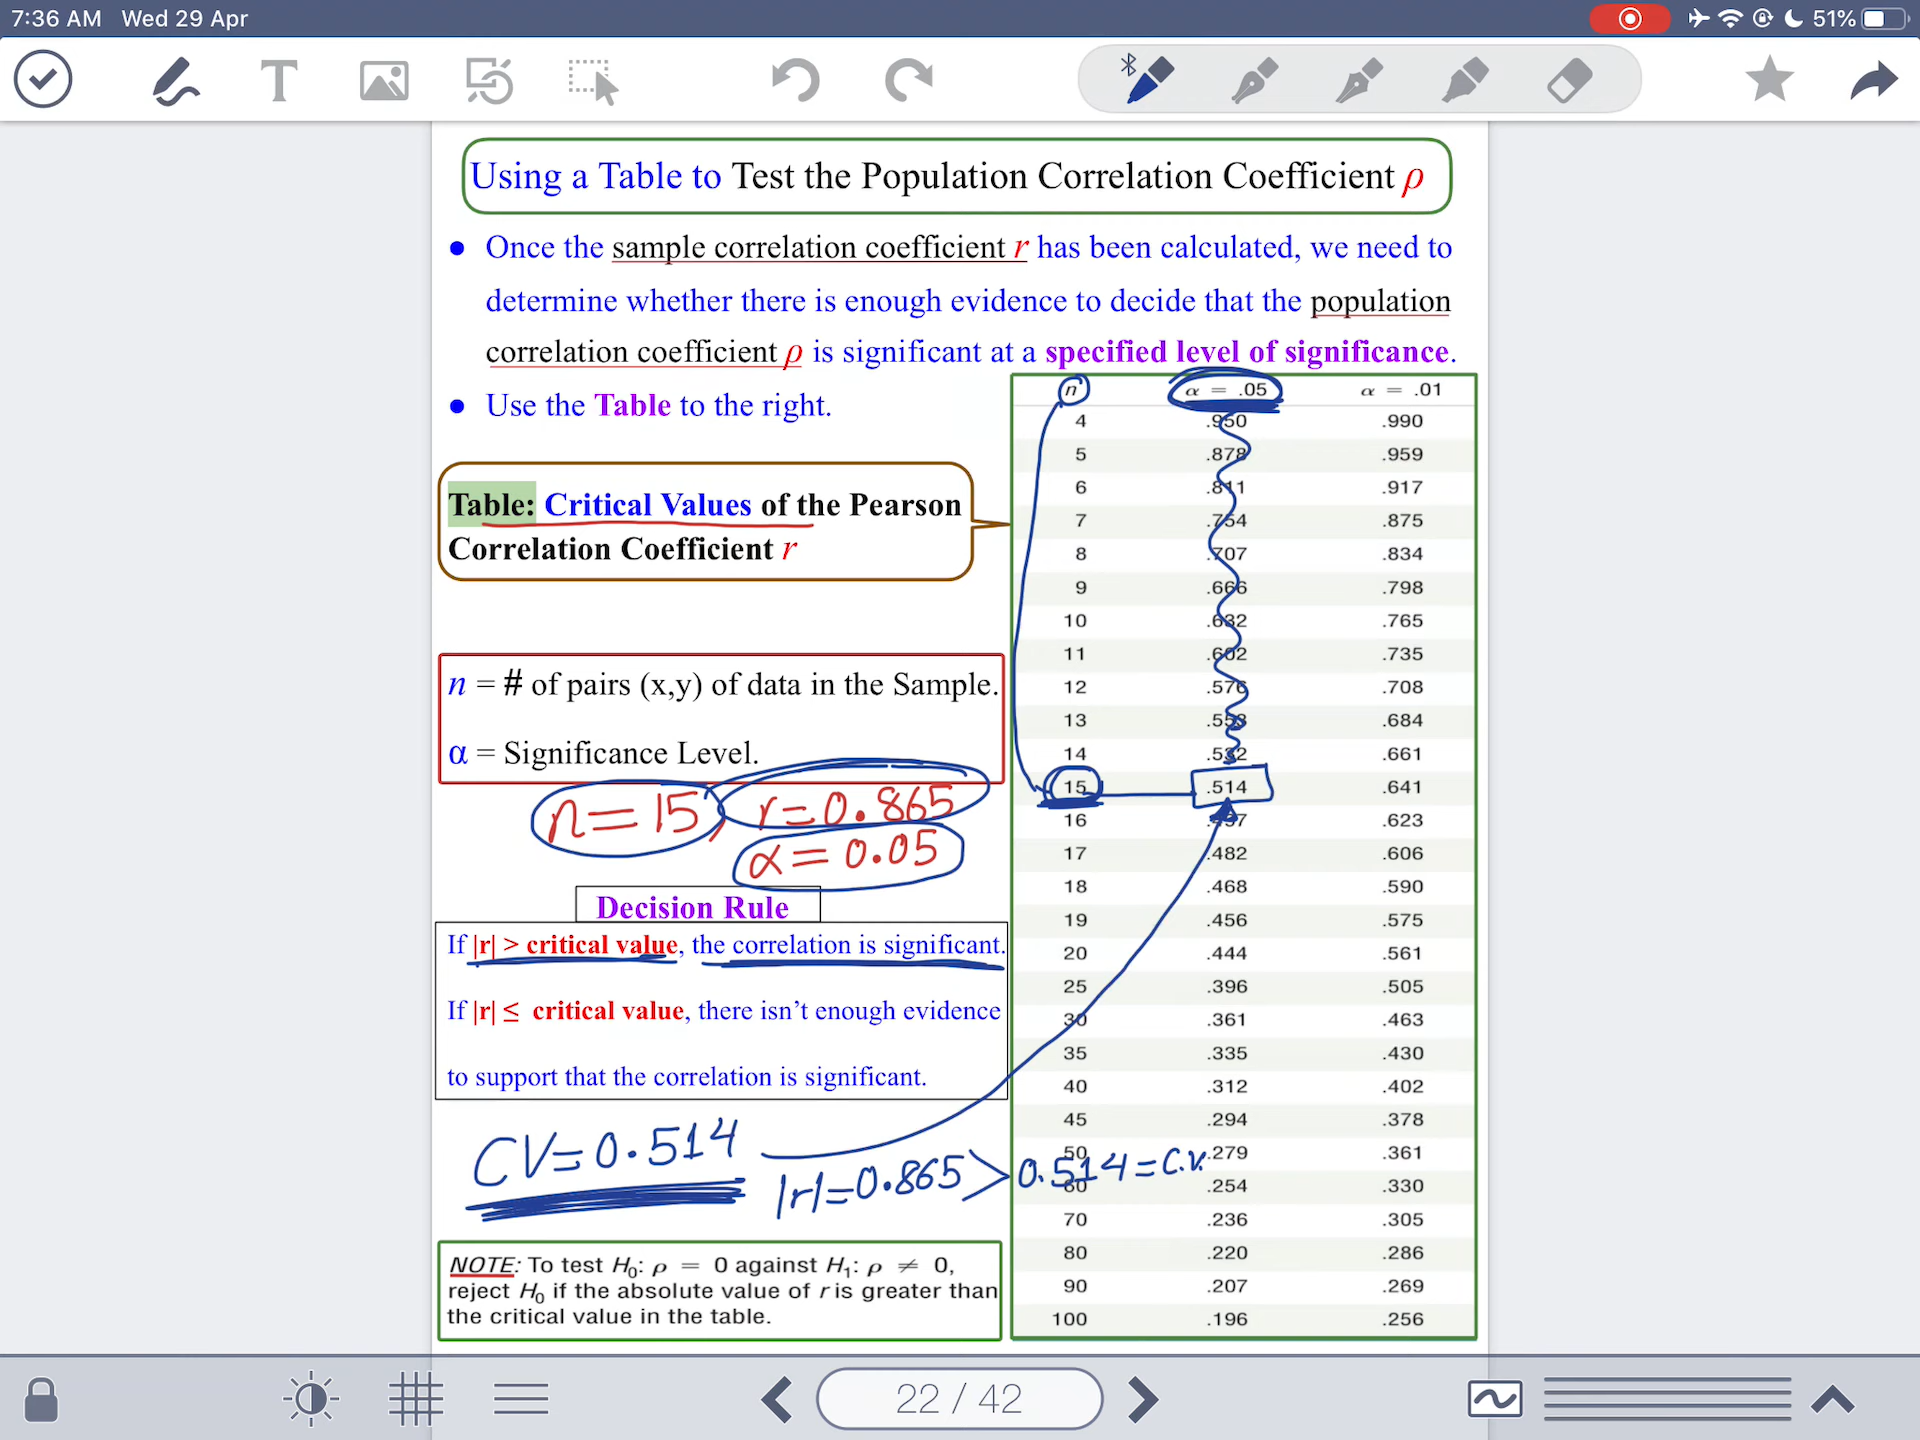 7:36 AM Wed 29 Apr
51%
Using a Table to Test the Population Correlation Coefficient ρ
● Once the sample correlation coefficient r has been calculated, we need to
determine whether there is enough evidence to decide that the population
correlation coefficient ρ is significant at a specified level of significance.
● Use the Table to the right.
Table: Critical Values of the Pearson
Correlation Coefficient r
n = # of pairs (x,y) of data in the Sample.
α = Significance Level.
n = 15, r = 0.865
α = 0.05
Decision Rule
If |r| > critical value, the correlation is significant.
If |r| ≤ critical value, there isn't enough evidence
to support that the correlation is significant.
CV = 0.514
|r| = 0.865 > 0.514 = C.V.
NOTE: To test H₀: ρ = 0 against H₁: ρ ≠ 0,
reject H₀ if the absolute value of r is greater than
the critical value in the table.
n α = .05 α = .01
4 .950 .990
5 .878 .959
6 .811 .917
7 .754 .875
8 .707 .834
9 .666 .798
10 .632 .765
11 .602 .735
12 .576 .708
13 .553 .684
14 .532 .661
15 .514 .641
16 .497 .623
17 .482 .606
18 .468 .590
19 .456 .575
20 .444 .561
25 .396 .505
30 .361 .463
35 .335 .430
40 .312 .402
45 .294 .378
50 .279 .361
60 .254 .330
70 .236 .305
80 .220 .286
90 .207 .269
100 .196 .256
22 / 42